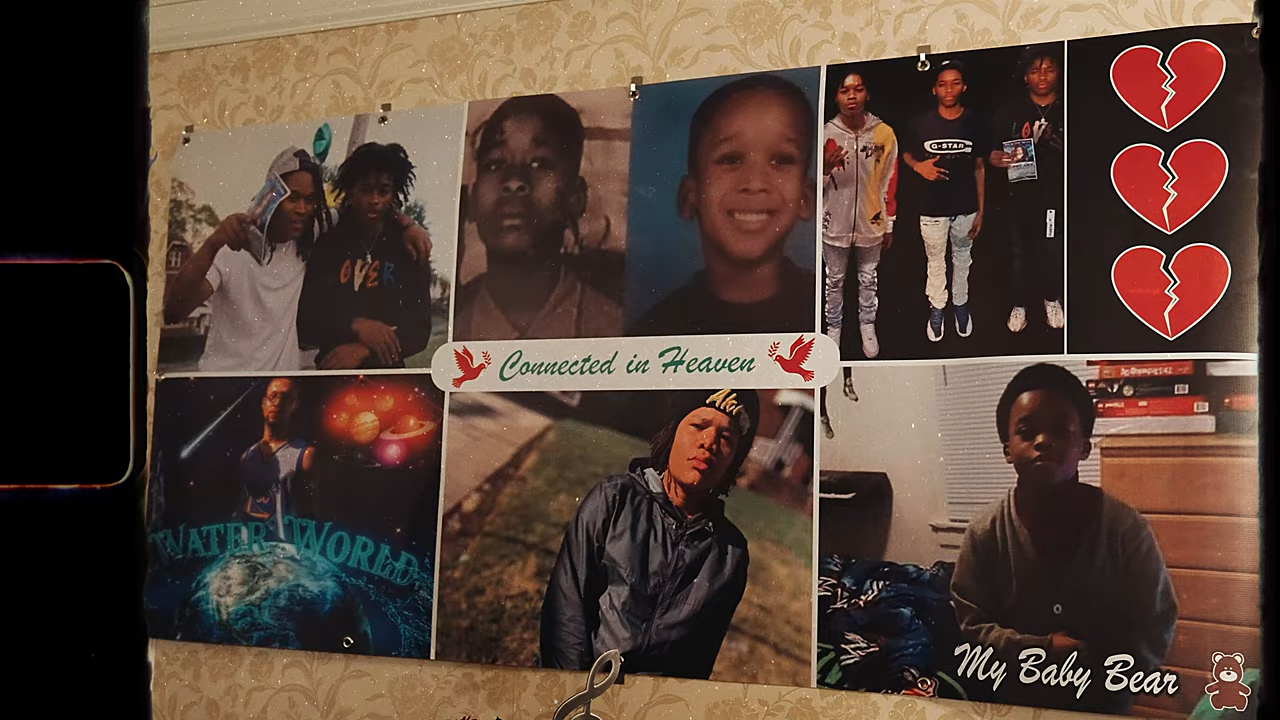 OVER
G-STAR
Connected in Heaven
WATER WORLD
My Baby Bear